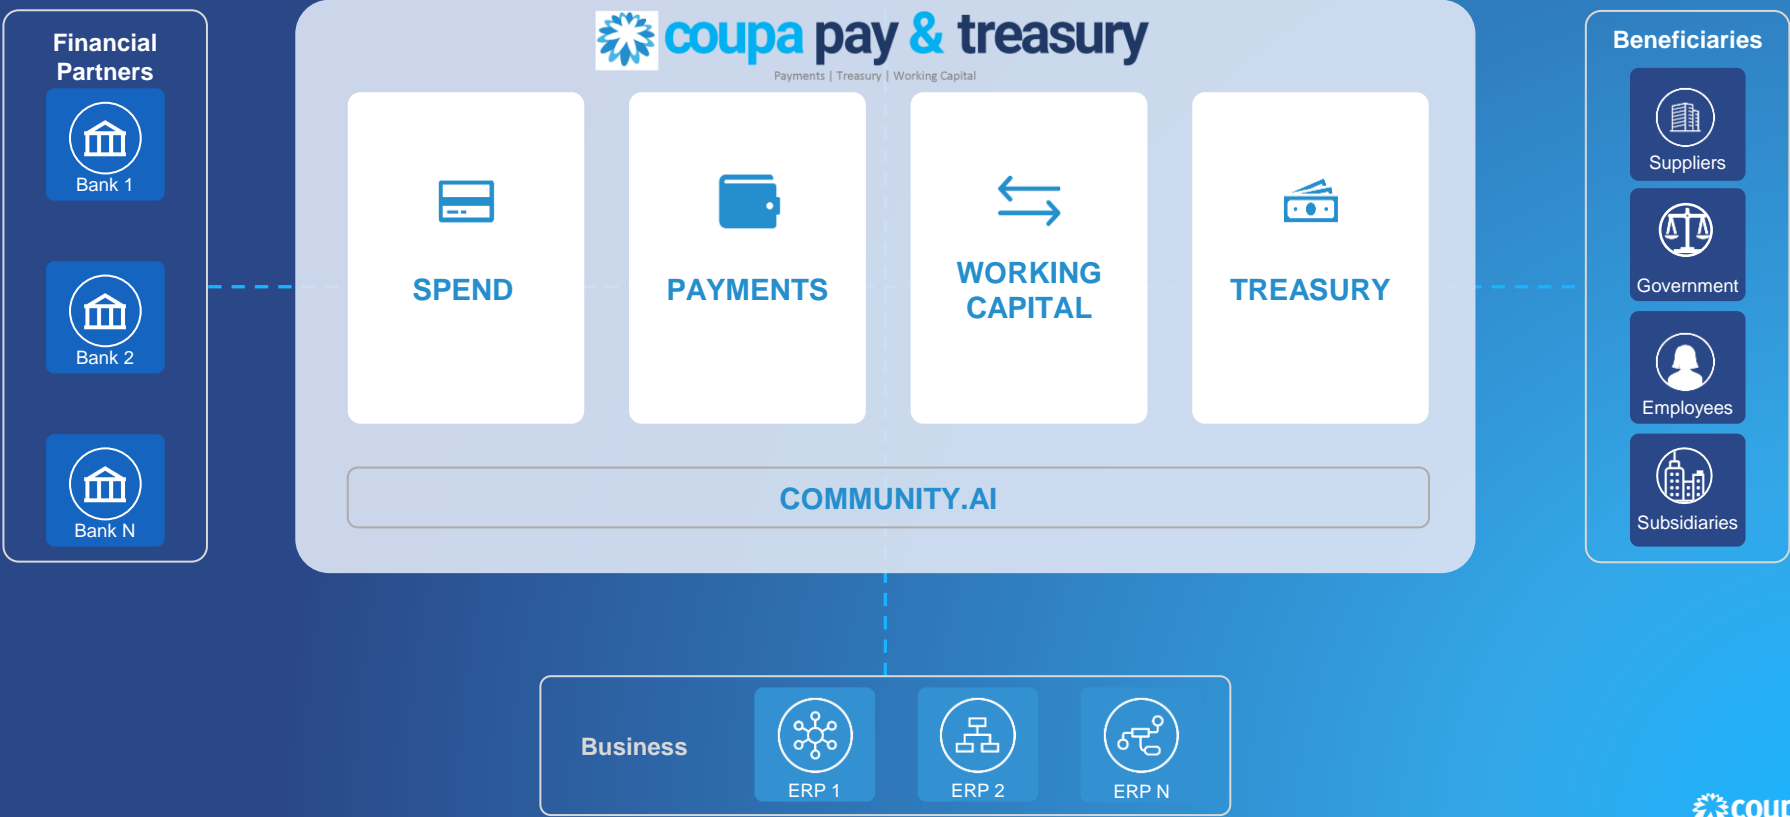 Financial
Partners
Bank 1
Bank 2
Bank N
coupa pay & treasury
Payments | Treasury | Working Capital
SPEND
PAYMENTS
WORKING
CAPITAL
TREASURY
COMMUNITY.AI
Beneficiaries
Suppliers
Government
Employees
Subsidiaries
Business
ERP 1
ERP 2
ERP N